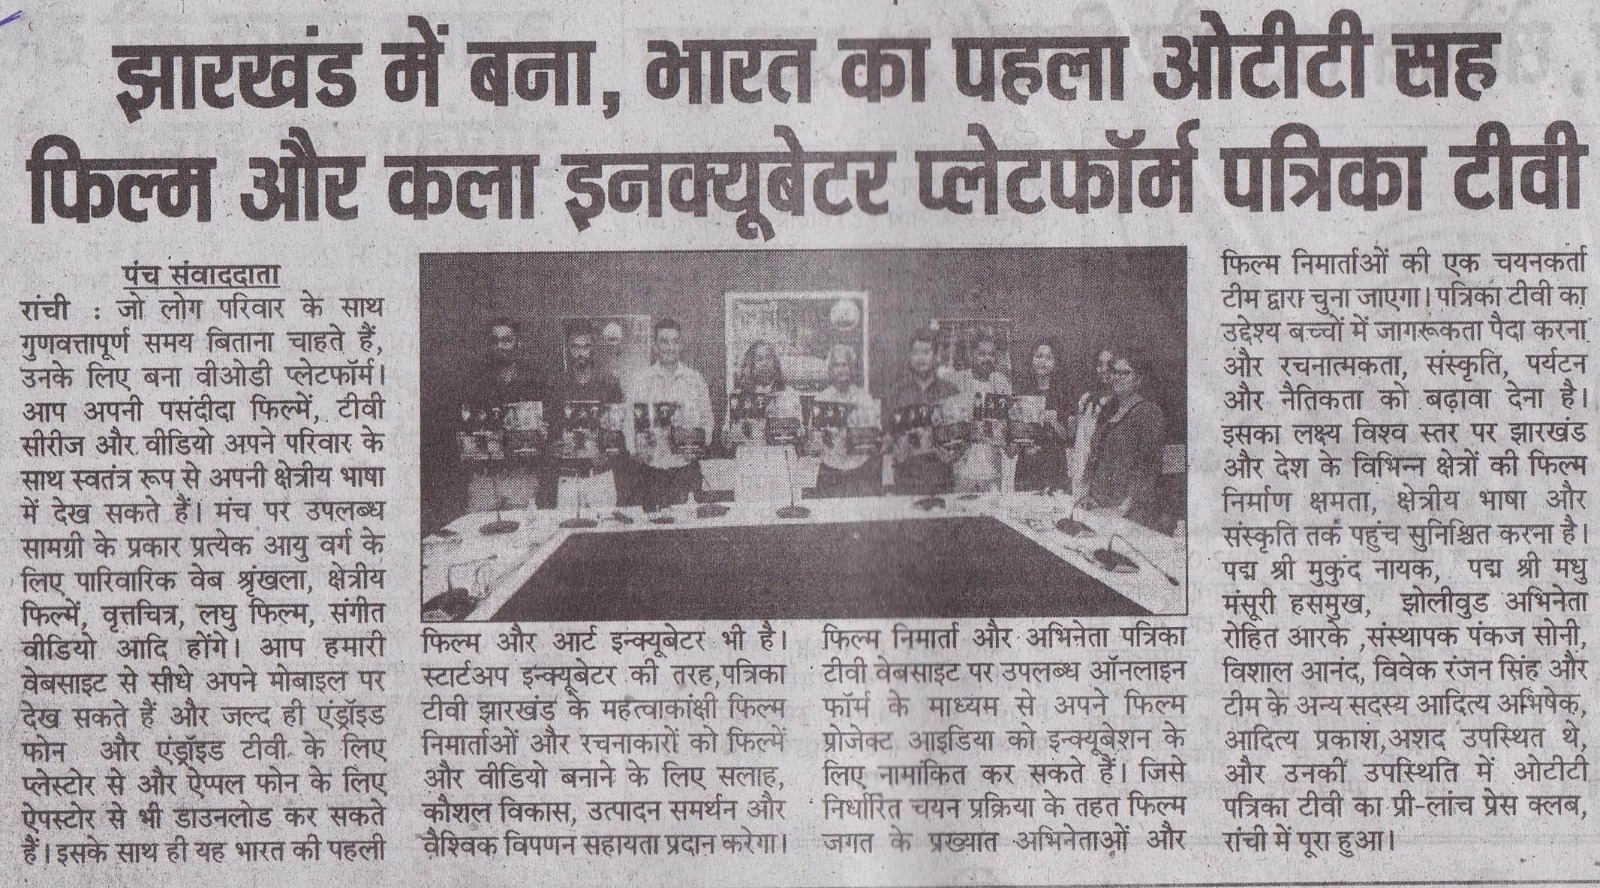 झारखंड में बना, भारत का पहला ओटीटी सह
फिल्म और कला इनक्यूबेटर प्लेटफॉर्म पत्रिका टीवी
पंच संवाददाता
रांची : जो लोग परिवार के साथ
गुणवत्तापूर्ण समय बिताना चाहते हैं,
उनके लिए बना वीओडी प्लेटफॉर्म।
आप अपनी पसंदीदा फिल्में, टीवी
सीरीज और वीडियो अपने परिवार के
साथ स्वतंत्र रूप से अपनी क्षेत्रीय भाषा
में देख सकते हैं। मंच पर उपलब्ध
सामग्री के प्रकार प्रत्येक आयु वर्ग के
लिए पारिवारिक वेब श्रृंखला, क्षेत्रीय
फिल्में, वृत्तचित्र, लघु फिल्म, संगीत
वीडियो आदि होंगे। आप हमारी
वेबसाइट से सीधे अपने मोबाइल पर
देख सकते हैं और जल्द ही एंड्रॉइड
फोन और एंड्रॉइड टीवी के लिए
प्लेस्टोर से और ऐप्पल फोन के लिए
ऐपस्टोर से भी डाउनलोड कर सकते
हैं। इसके साथ ही यह भारत की पहली
फिल्म और आर्ट इन्क्यूबेटर भी है।
स्टार्टअप इन्क्यूबेटर की तरह,पत्रिका
टीवी झारखंड के महत्वाकांक्षी फिल्म
निमार्ताओं और रचनाकारों को फिल्में
और वीडियो बनाने के लिए सलाह,
कौशल विकास, उत्पादन समर्थन और
वैश्विक विपणन सहायता प्रदान करेगा।
फिल्म निमार्ता और अभिनेता पत्रिका
टीवी वेबसाइट पर उपलब्ध ऑनलाइन
फॉर्म के माध्यम से अपने फिल्म
प्रोजेक्ट आइडिया को इन्क्यूबेशन के
लिए नामांकित कर सकते हैं। जिसे
निर्धारित चयन प्रक्रिया के तहत फिल्म
जगत के प्रख्यात अभिनेताओं और
फिल्म निमार्ताओं की एक चयनकर्ता
टीम द्वारा चुना जाएगा। पत्रिका टीवी का
उद्देश्य बच्चों में जागरूकता पैदा करना
और रचनात्मकता, संस्कृति, पर्यटन
और नैतिकता को बढ़ावा देना है।
इसका लक्ष्य विश्व स्तर पर झारखंड
और देश के विभिन्न क्षेत्रों की फिल्म
निर्माण क्षमता, क्षेत्रीय भाषा और
संस्कृति तक पहुंच सुनिश्चित करना है।
पद्म श्री मुकुंद नायक, पद्म श्री मधु
मंसूरी हसमुख, झोलीवुड अभिनेता
रोहित आरके ,संस्थापक पंकज सोनी,
विशाल आनंद, विवेक रंजन सिंह और
टीम के अन्य सदस्य आदित्य अभिषेक,
आदित्य प्रकाश,अशद उपस्थित थे,
और उनकी उपस्थिति में ओटीटी
पत्रिका टीवी का प्री-लांच प्रेस क्लब,
रांची में पूरा हुआ।